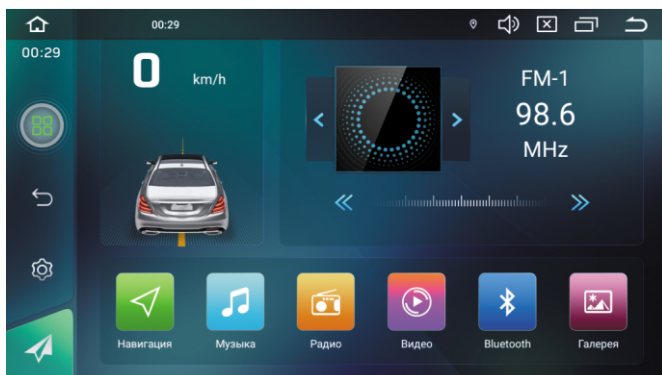 00:29
00:29
0 km/h
FM-1
98.6
MHz
Навигация
Музыка
Радио
Видео
Bluetooth
Галерея